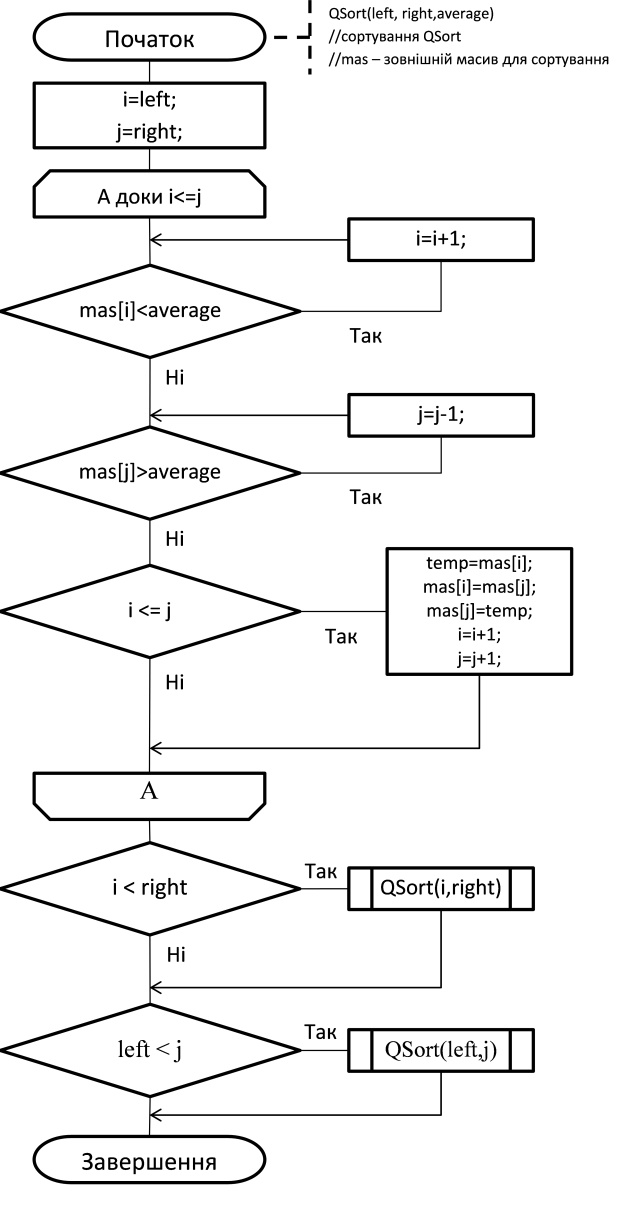 QSort(left, right,average)
//сортування QSort
//mas – зовнішній масив для сортування
Початок
i=left;
j=right;
А доки i<=j
i=i+1;
mas[i]<average
Так
Ні
j=j-1;
mas[j]>average
Так
Ні
temp=mas[i];
mas[i]=mas[j];
mas[j]=temp;
i=i+1;
j=j+1;
i <= j
Так
Ні
А
Так
i < right
QSort(i,right)
Ні
Так
left < j
QSort(left,j)
Завершення